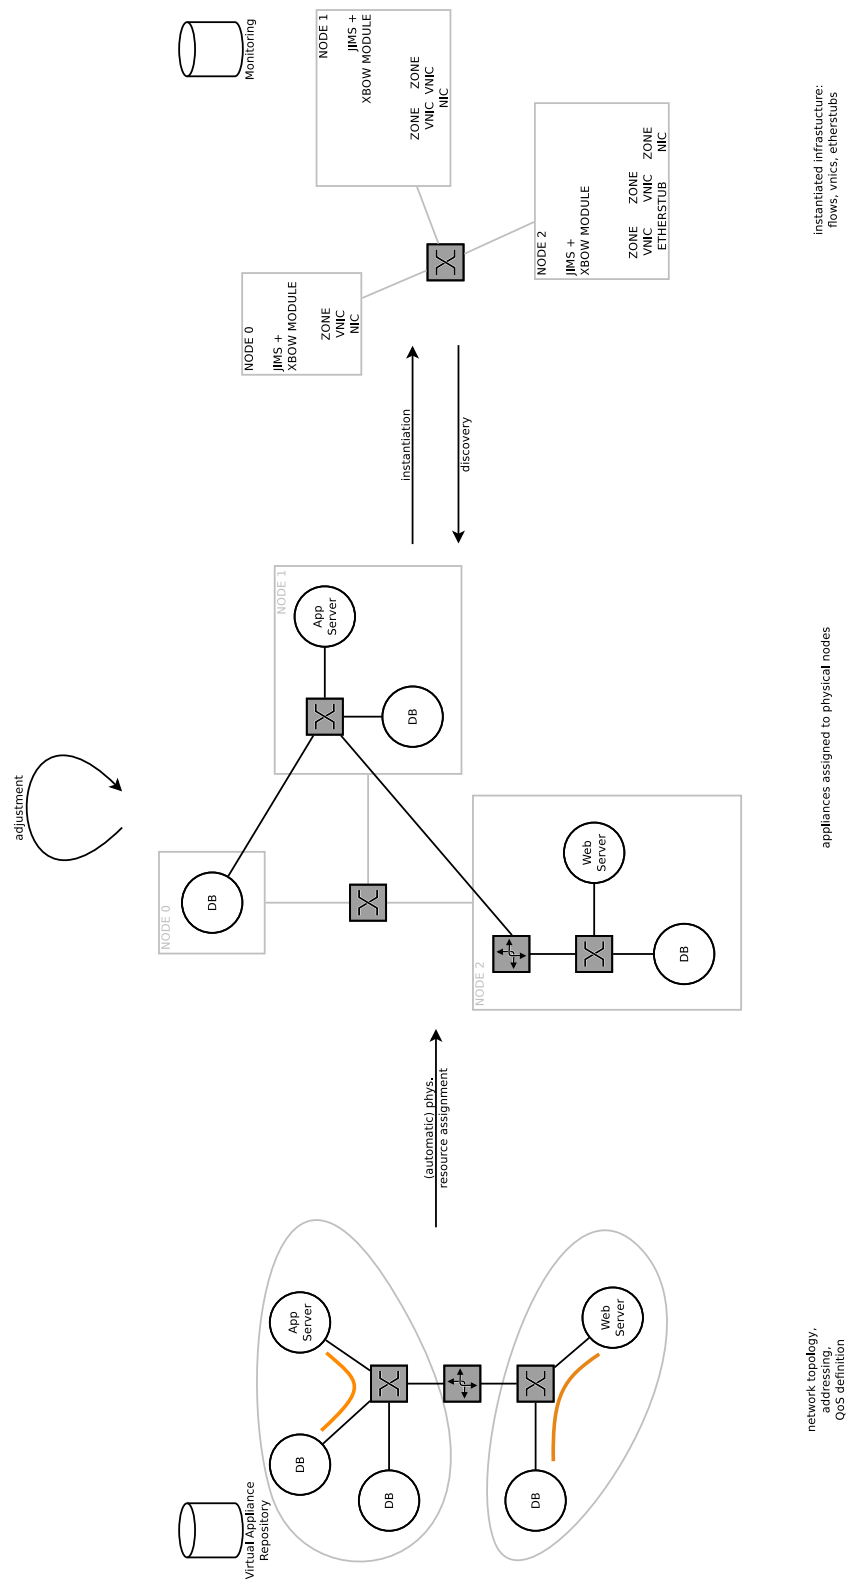 Virtual Appliance
Repository
DB
App
Server
DB
DB
Web
Server
network topology,
addressing,
QoS definition
(automatic) phys.
resource assignment
adjustment
NODE 0
DB
NODE 1
App
Server
DB
NODE 2
Web
Server
DB
appliances assigned to physical nodes
instantiation
discovery
Monitoring
NODE 0
JIMS +
XBOW MODULE
ZONE
VNIC
NIC
NODE 1
JIMS +
XBOW MODULE
ZONE ZONE
VNIC VNIC
NIC
NODE 2
JIMS +
XBOW MODULE
ZONE ZONE ZONE
VNIC VNIC NIC
ETHERSTUB
instantiated infrastucture:
flows, vnics, etherstubs